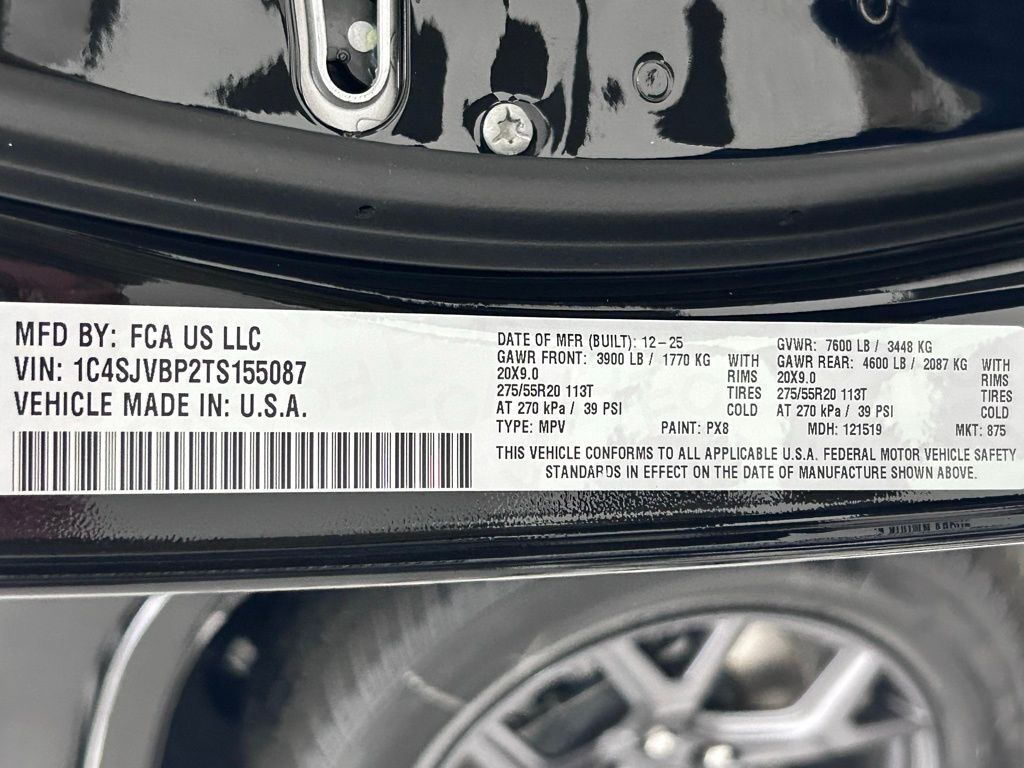 MFD BY: FCA US LLC
VIN: 1C4SJVBP2TS155087
VEHICLE MADE IN: U.S.A.
DATE OF MFR (BUILT): 12-25 GVWR: 7600 LB / 3448 KG
GAWR FRONT: 3900 LB / 1770 KG WITH GAWR REAR: 4600 LB / 2087 KG WITH
20X9.0 RIMS 20X9.0 RIMS
275/55R20 113T TIRES 275/55R20 113T TIRES
AT 270 kPa / 39 PSI COLD AT 270 kPa / 39 PSI COLD
TYPE: MPV PAINT: PX8 MDH: 121519 MKT: 875
THIS VEHICLE CONFORMS TO ALL APPLICABLE U.S.A. FEDERAL MOTOR VEHICLE SAFETY
STANDARDS IN EFFECT ON THE DATE OF MANUFACTURE SHOWN ABOVE.